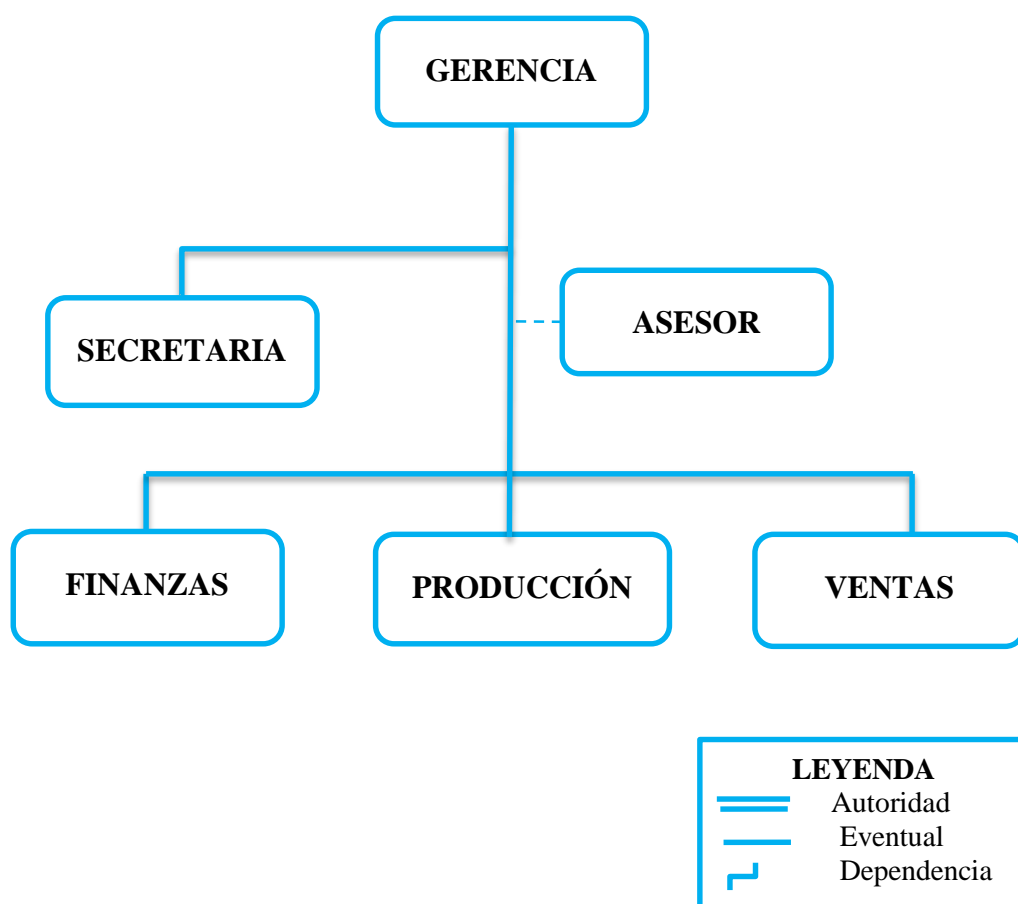 GERENCIA
SECRETARIA
ASESOR
FINANZAS
PRODUCCIÓN
VENTAS
LEYENDA
Autoridad
Eventual
Dependencia